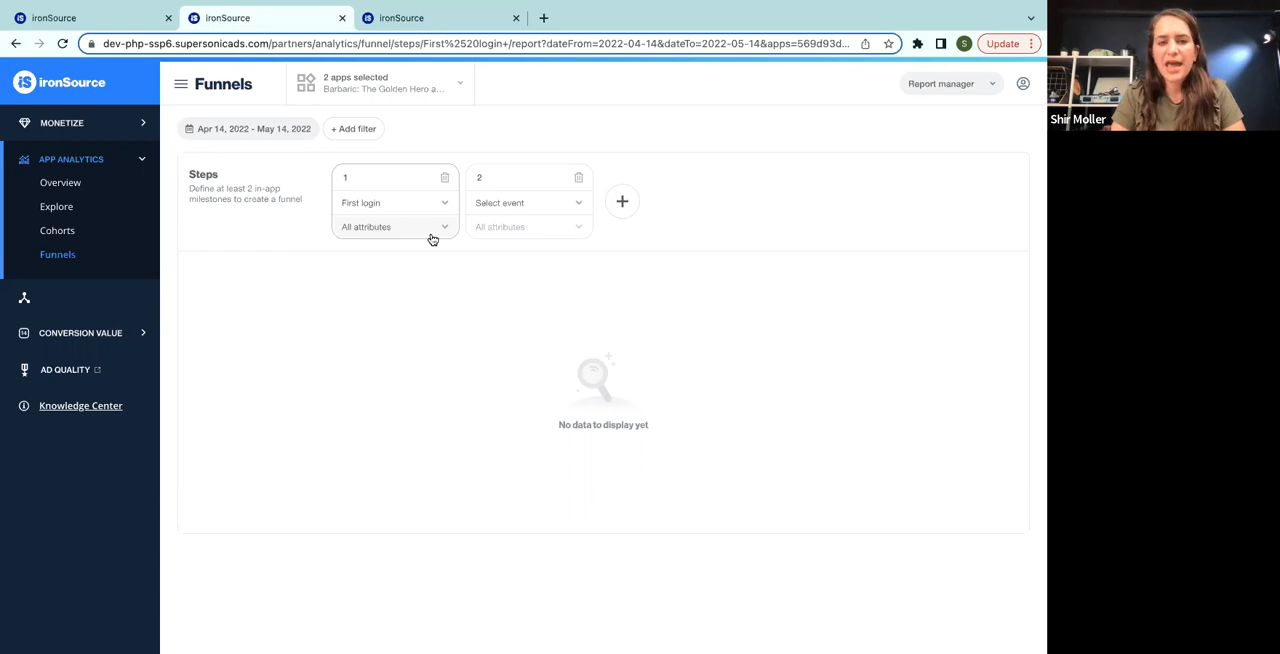 ironSource
ironSource
ironSource
dev-php-ssp6.supersonicads.com/partners/analytics/funnel/steps/First%2520login+/report?dateFrom=2022-04-14&dateTo=2022-05-14&apps=569d93d...
S
Update
Shir Moller
iS ironSource
Funnels
2 apps selected
Barbaric: The Golden Hero a...
Report manager
MONETIZE
APP ANALYTICS
Overview
Explore
Cohorts
Funnels
14 CONVERSION VALUE
AD QUALITY
Knowledge Center
Apr 14, 2022 - May 14, 2022
+ Add filter
Steps
Define at least 2 in-app
milestones to create a funnel
1
First login
All attributes
2
Select event
All attributes
No data to display yet